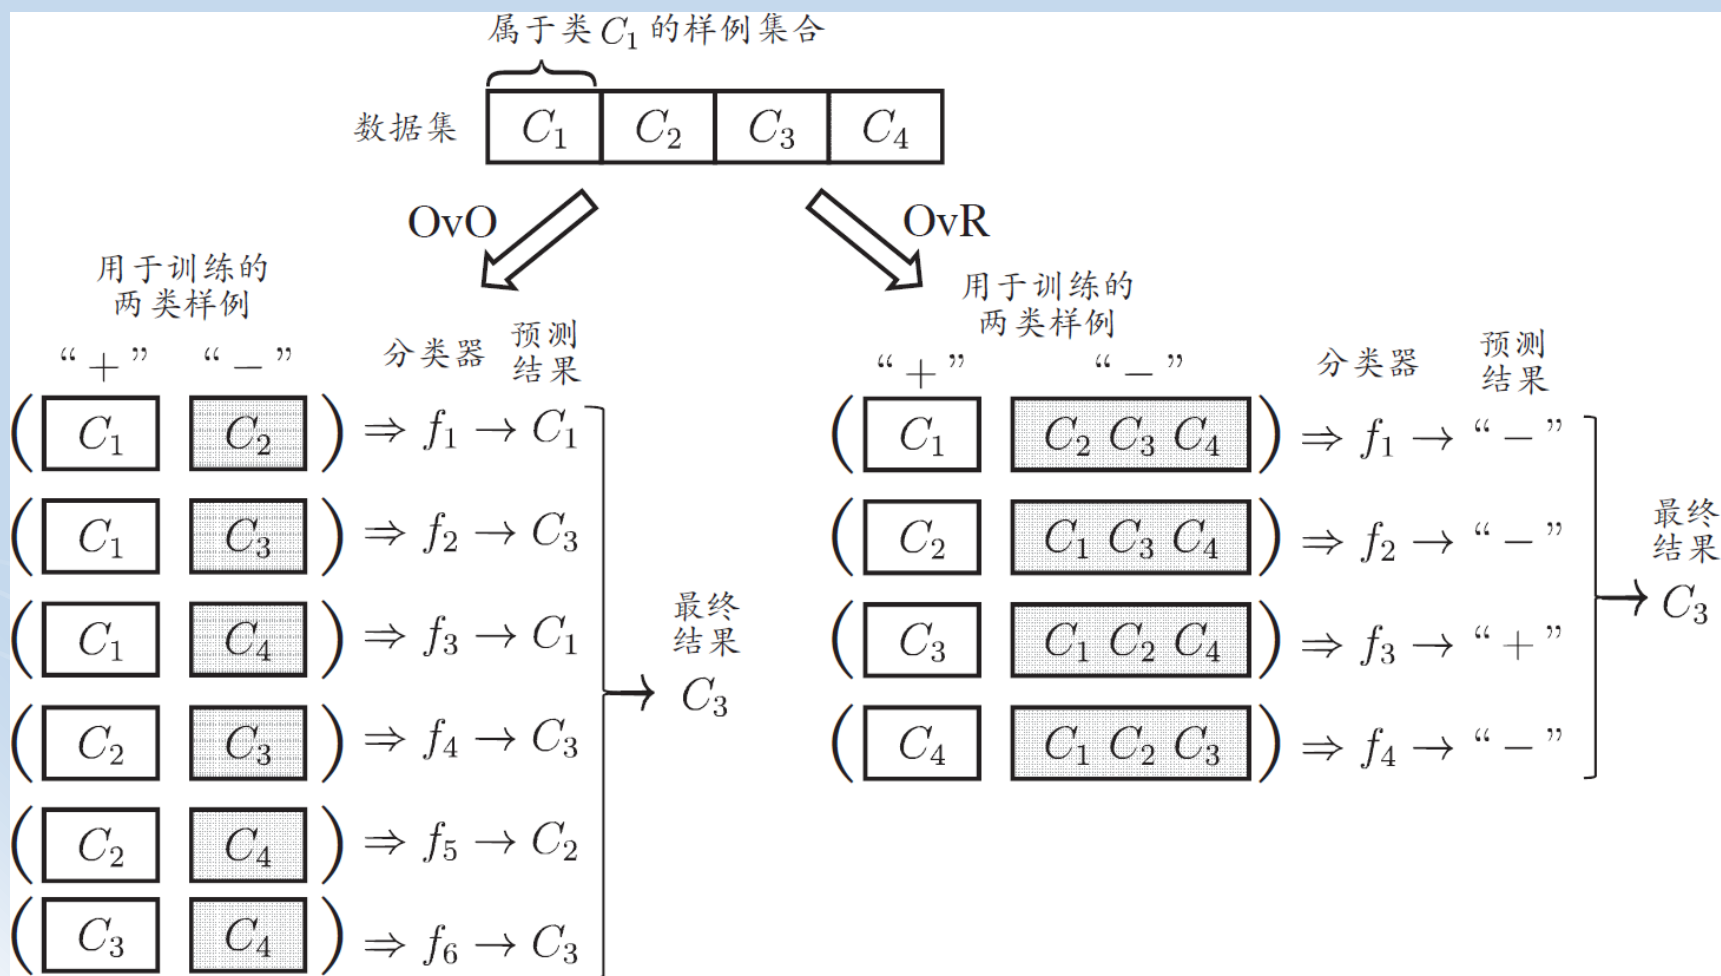 属于类 C₁ 的样例集合
数据集 C₁ C₂ C₃ C₄
OvO
用于训练的
两类样例
“+” “−” 分类器 预测
结果
( C₁ C₂ ) ⇒ f₁ → C₁
( C₁ C₃ ) ⇒ f₂ → C₃
( C₁ C₄ ) ⇒ f₃ → C₁
( C₂ C₃ ) ⇒ f₄ → C₃
( C₂ C₄ ) ⇒ f₅ → C₂
( C₃ C₄ ) ⇒ f₆ → C₃
最终
结果
C₃
OvR
用于训练的
两类样例
“+” “−” 分类器 预测
结果
( C₁ C₂ C₃ C₄ ) ⇒ f₁ → “−”
( C₂ C₁ C₃ C₄ ) ⇒ f₂ → “−”
( C₃ C₁ C₂ C₄ ) ⇒ f₃ → “+”
( C₄ C₁ C₂ C₃ ) ⇒ f₄ → “−”
最终
结果
C₃